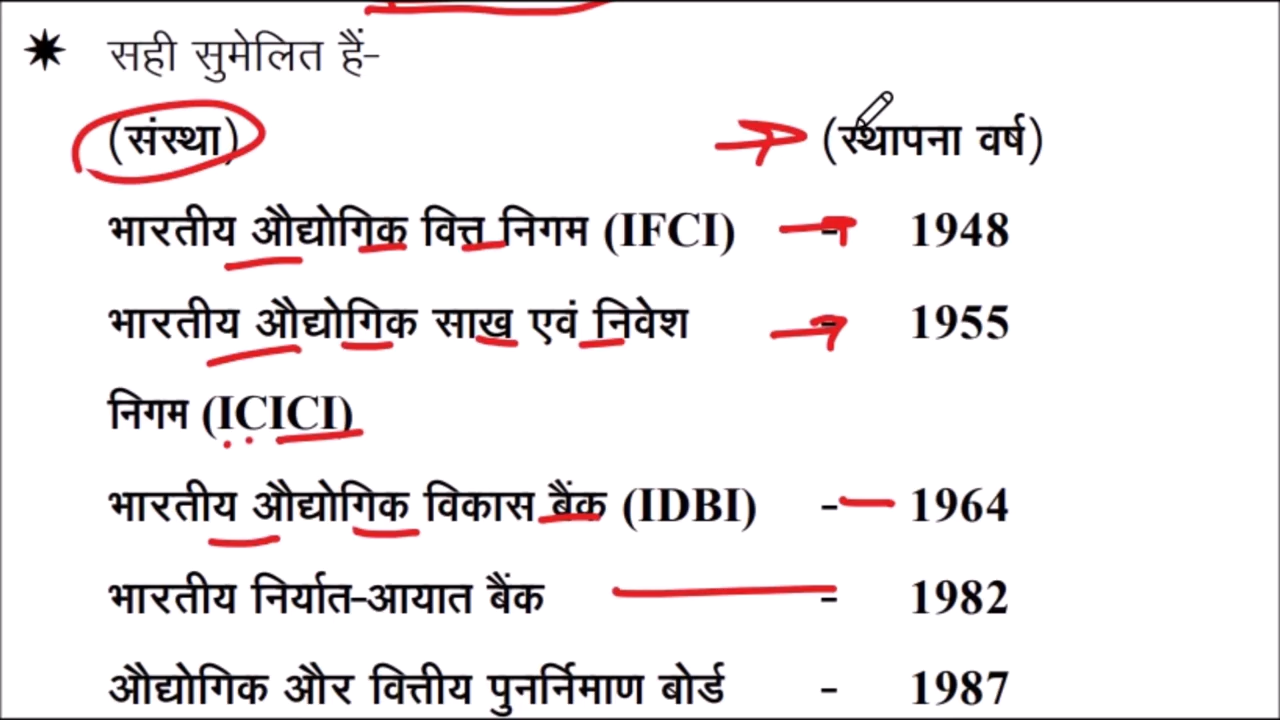 सही सुमेलित हैं-
(संस्था) (स्थापना वर्ष)
भारतीय औद्योगिक वित्त निगम (IFCI) - 1948
भारतीय औद्योगिक साख एवं निवेश - 1955
निगम (ICICI)
भारतीय औद्योगिक विकास बैंक (IDBI) - 1964
भारतीय निर्यात-आयात बैंक - 1982
औद्योगिक और वित्तीय पुनर्निमाण बोर्ड - 1987